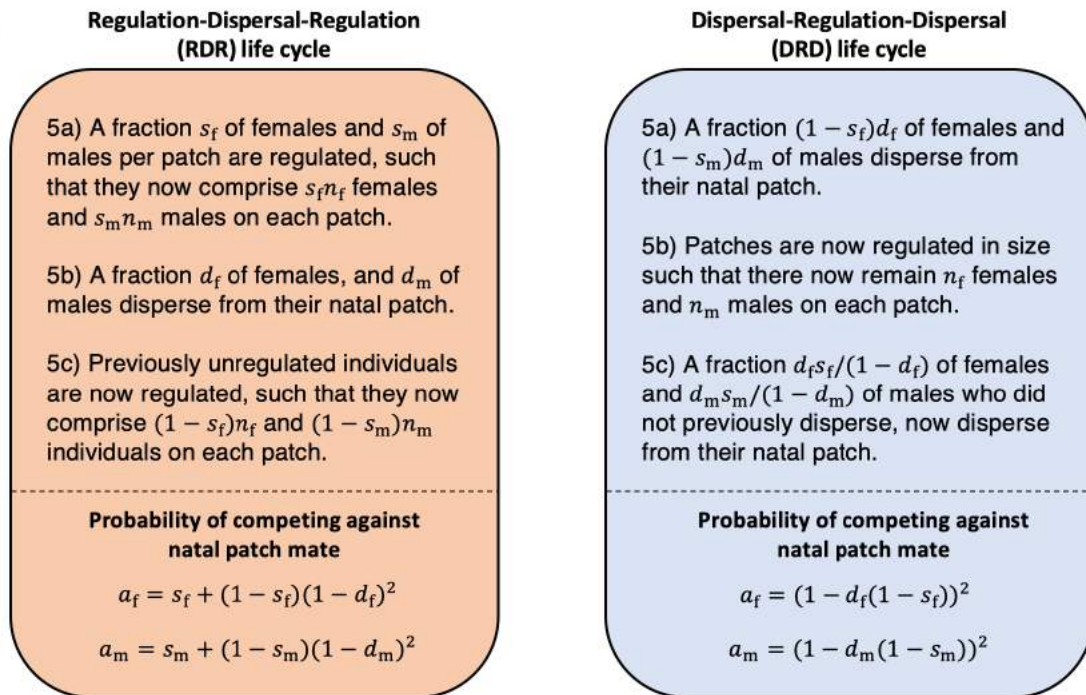 Regulation-Dispersal-Regulation
(RDR) life cycle
5a) A fraction s_f of females and s_m of
males per patch are regulated, such
that they now comprise s_f n_f females
and s_m n_m males on each patch.
5b) A fraction d_f of females, and d_m of
males disperse from their natal patch.
5c) Previously unregulated individuals
are now regulated, such that they now
comprise (1 − s_f)n_f and (1 − s_m)n_m
individuals on each patch.
Probability of competing against
natal patch mate
a_f = s_f + (1 − s_f)(1 − d_f)²
a_m = s_m + (1 − s_m)(1 − d_m)²
Dispersal-Regulation-Dispersal
(DRD) life cycle
5a) A fraction (1 − s_f)d_f of females and
(1 − s_m)d_m of males disperse from
their natal patch.
5b) Patches are now regulated in size
such that there now remain n_f females
and n_m males on each patch.
5c) A fraction d_f s_f/(1 − d_f) of females
and d_m s_m/(1 − d_m) of males who did
not previously disperse, now disperse
from their natal patch.
Probability of competing against
natal patch mate
a_f = (1 − d_f(1 − s_f))²
a_m = (1 − d_m(1 − s_m))²